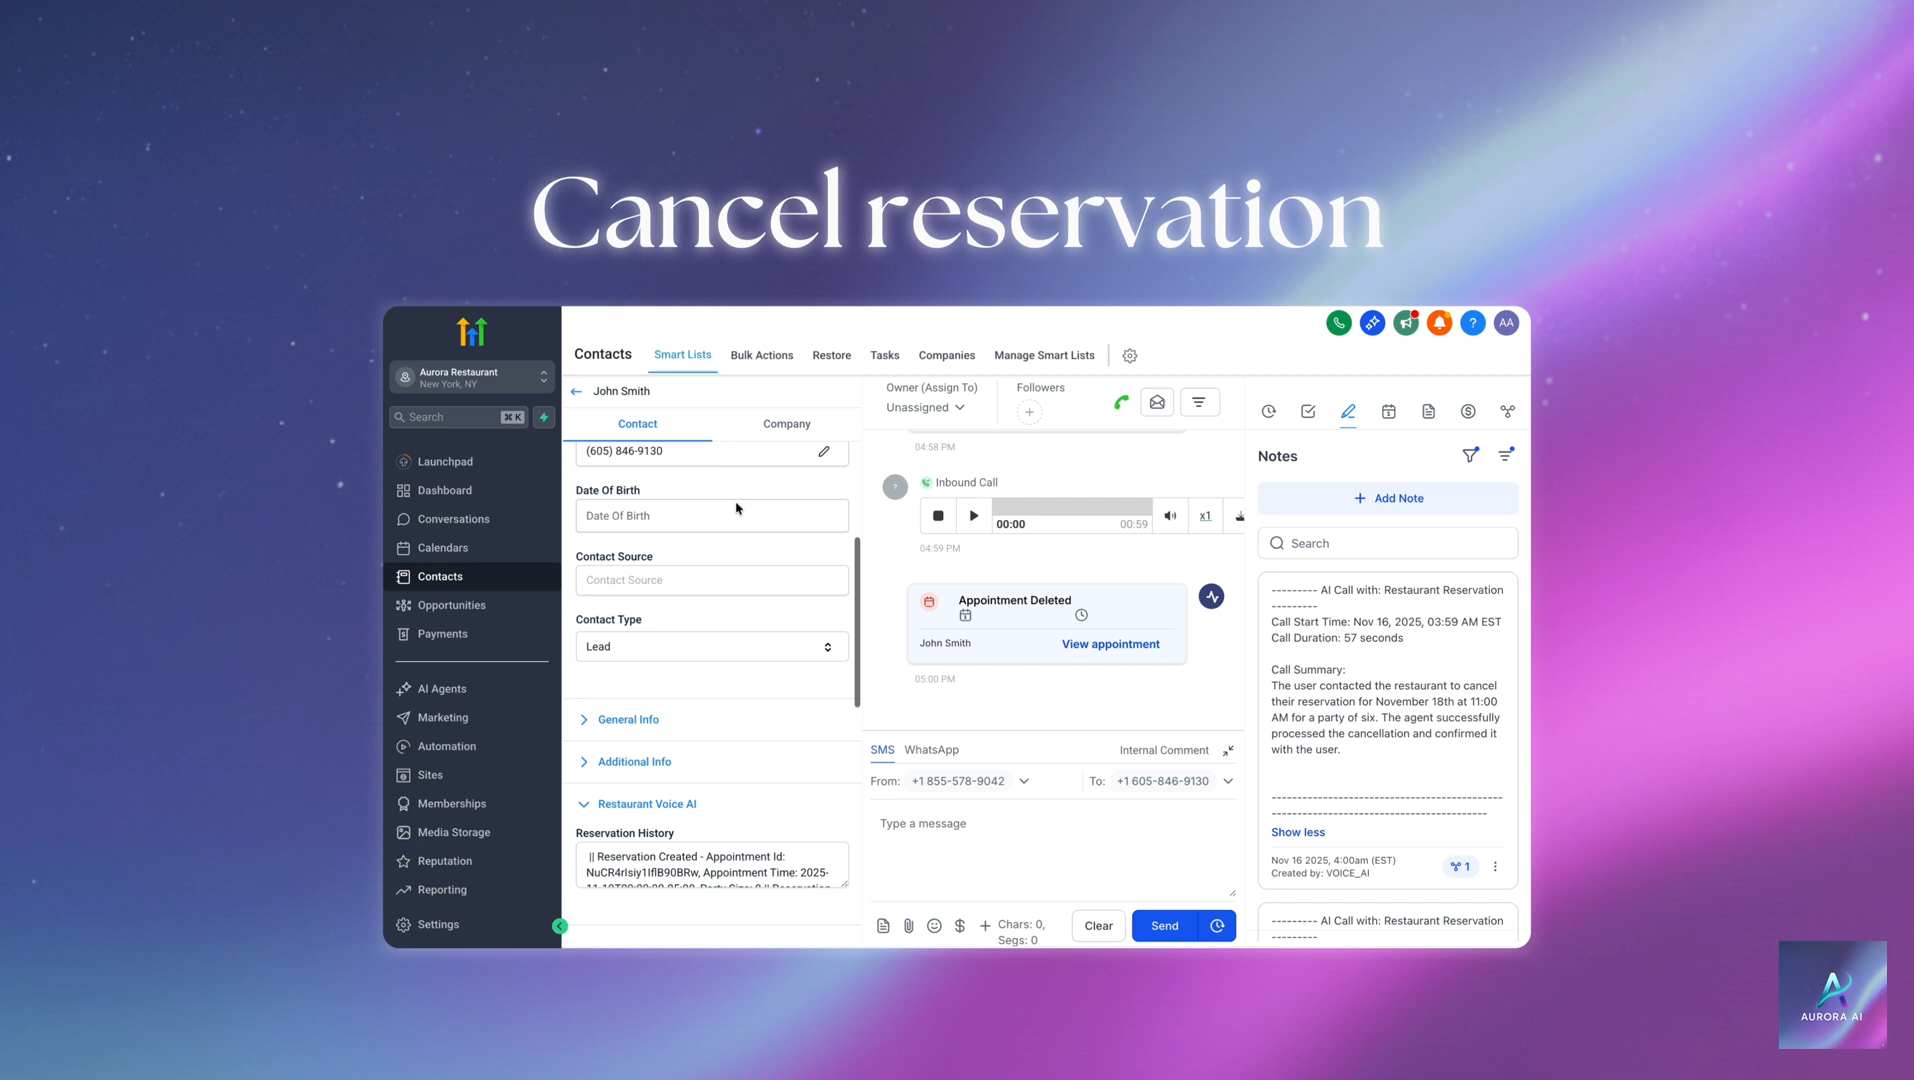 Cancel reservation
Aurora Restaurant
New York, NY
Search
⌘ K
Launchpad
Dashboard
Conversations
Calendars
Contacts
Opportunities
Payments
AI Agents
Marketing
Automation
Sites
Memberships
Media Storage
Reputation
Reporting
Settings
AA
Contacts
Smart Lists
Bulk Actions
Restore
Tasks
Companies
Manage Smart Lists
John Smith
Contact
Company
(605) 846-9130
Date Of Birth
Date Of Birth
Contact Source
Contact Source
Contact Type
Lead
General Info
Additional Info
Restaurant Voice AI
Reservation History
|| Reservation Created - Appointment Id:
Appointment Time: 2025-
Owner (Assign To)
Unassigned
Followers
04:58 PM
?
Inbound Call
00:00
00:59
x1
04:59 PM
Appointment Deleted
John Smith
View appointment
05:00 PM
SMS
WhatsApp
Internal Comment
From: +1 855-578-9042
To: +1 605-846-9130
Type a message
Chars: 0,
Segs: 0
Clear
Send
Notes
+ Add Note
Search
--------- AI Call with: Restaurant Reservation
---------
Call Start Time: Nov 16, 2025, 03:59 AM EST
Call Duration: 57 seconds
Call Summary:
The user contacted the restaurant to cancel
their reservation for November 18th at 11:00
AM for a party of six. The agent successfully
processed the cancellation and confirmed it
with the user.
Show less
Nov 16 2025, 4:00am (EST)
Created by: VOICE_AI
1
--------- AI Call with: Restaurant Reservation
---------
AURORA AI